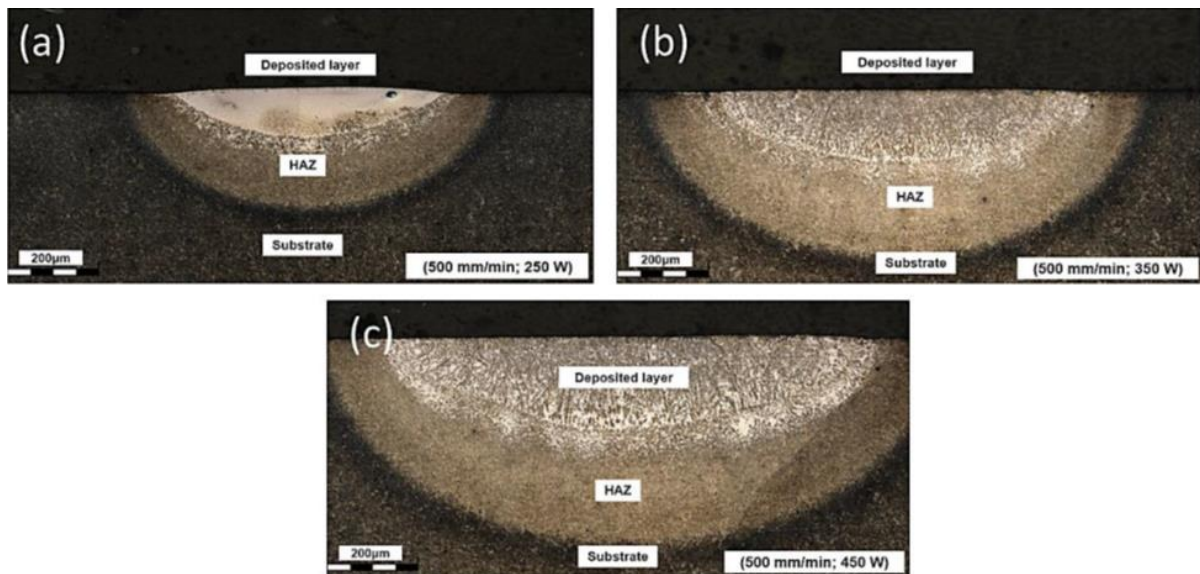 (a)
Deposited layer
HAZ
Substrate
200µm
(500 mm/min; 250 W)
(b)
Deposited layer
HAZ
Substrate
200µm
(500 mm/min; 350 W)
(c)
Deposited layer
HAZ
Substrate
200µm
(500 mm/min; 450 W)